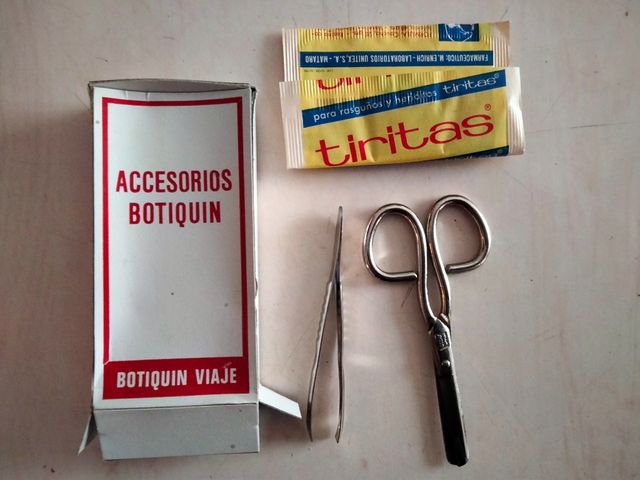 FARMACEUTICO: M. ENRICH - LABORATORIOS UNITEX, S.A. - MATARO
para rasguños y heriditas tiritas®
tiritas®
ACCESORIOS
BOTIQUIN
BOTIQUIN VIAJE